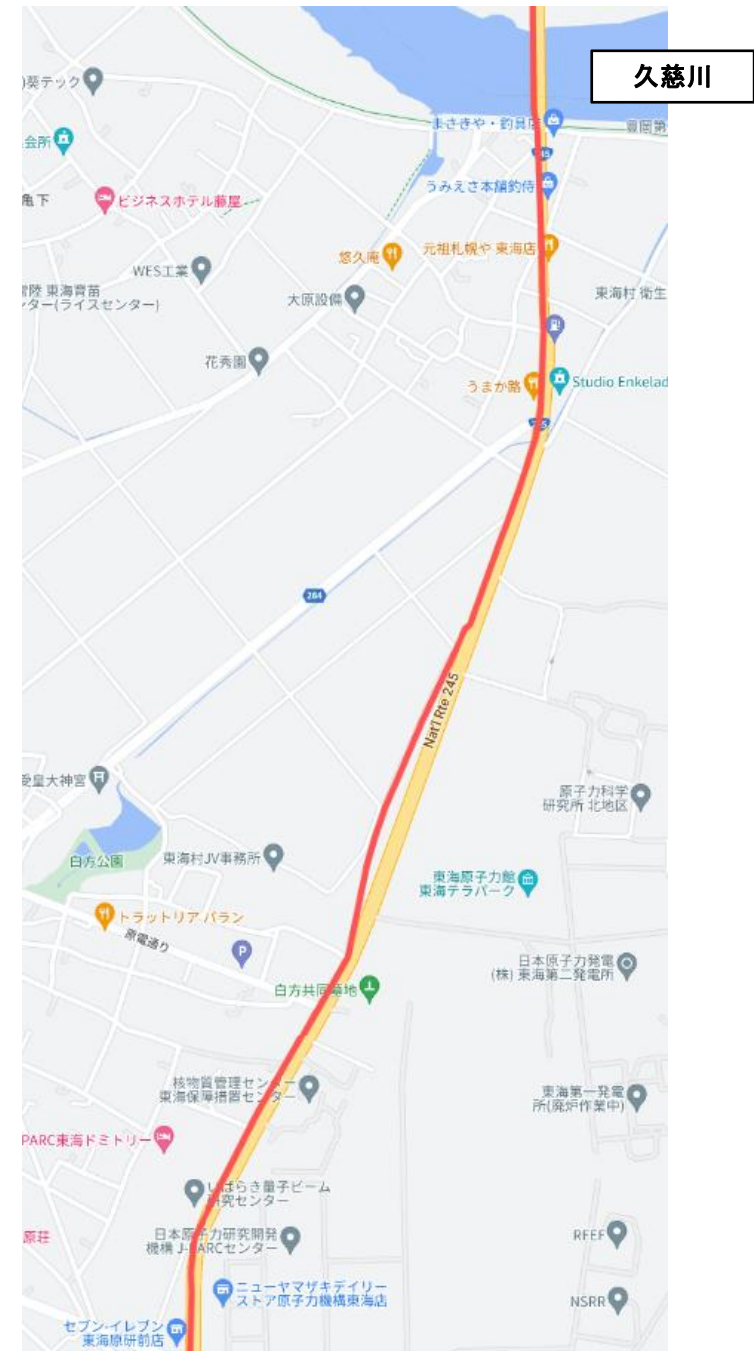 久慈川
)葵テック
まさきや・釣具店
会所
豊岡第
うみえさ本舗釣侍
亀下
ビジネスホテル藤屋
元祖札幌や 東海店
悠久庵
WES工業
東海村 衛生
常陸 東海育苗
ンター(ライスセンター)
大原設備
花秀園
うまか路
Studio Enkelad
284
Nat'l Rte 245
受皇大神宮
原子力科学
研究所 北地区
白方公園
東海村JV事務所
東海原子力館
東海テラパーク
トラットリア パラン
原電通り
P
日本原子力発電
(株) 東海第二発電所
白方共同墓地
核物質管理センター
東海保障措置センター
東海第一発電
所(廃炉作業中)
PARC東海ドミトリー
いばらき量子ビーム
研究センター
原荘
日本原子力研究開発
機構 J-PARCセンター
RFEF
ニューヤマザキデイリー
ストア原子力機構東海店
NSRR
セブン-イレブン
東海原研前店